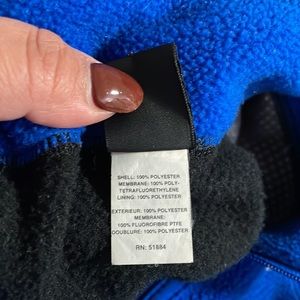 SHELL: 100% POLYESTER
MEMBRANE: 100% POLY-
TETRAFLUORETHYLENE
LINING: 100% POLYESTER
EXTERIEUR: 100% POLYESTER
MEMBRANE:
100% FLUOROFIBRE PTFE
DOUBLURE: 100% POLYESTER
RN: 51884